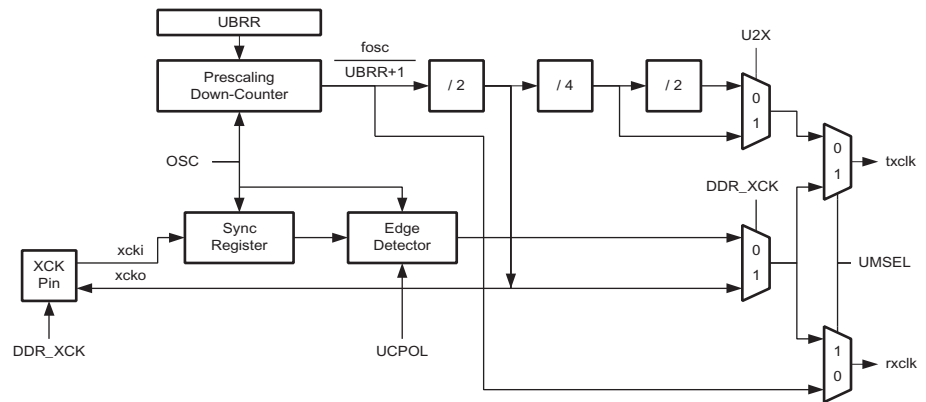 UBRR
U2X
fosc
UBRR+1
Prescaling
Down-Counter
/ 2
/ 4
/ 2
0
1
OSC
0
1
txclk
DDR_XCK
Sync
Register
Edge
Detector
xcki
XCK
Pin
xcko
0
1
UMSEL
DDR_XCK
UCPOL
1
0
rxclk